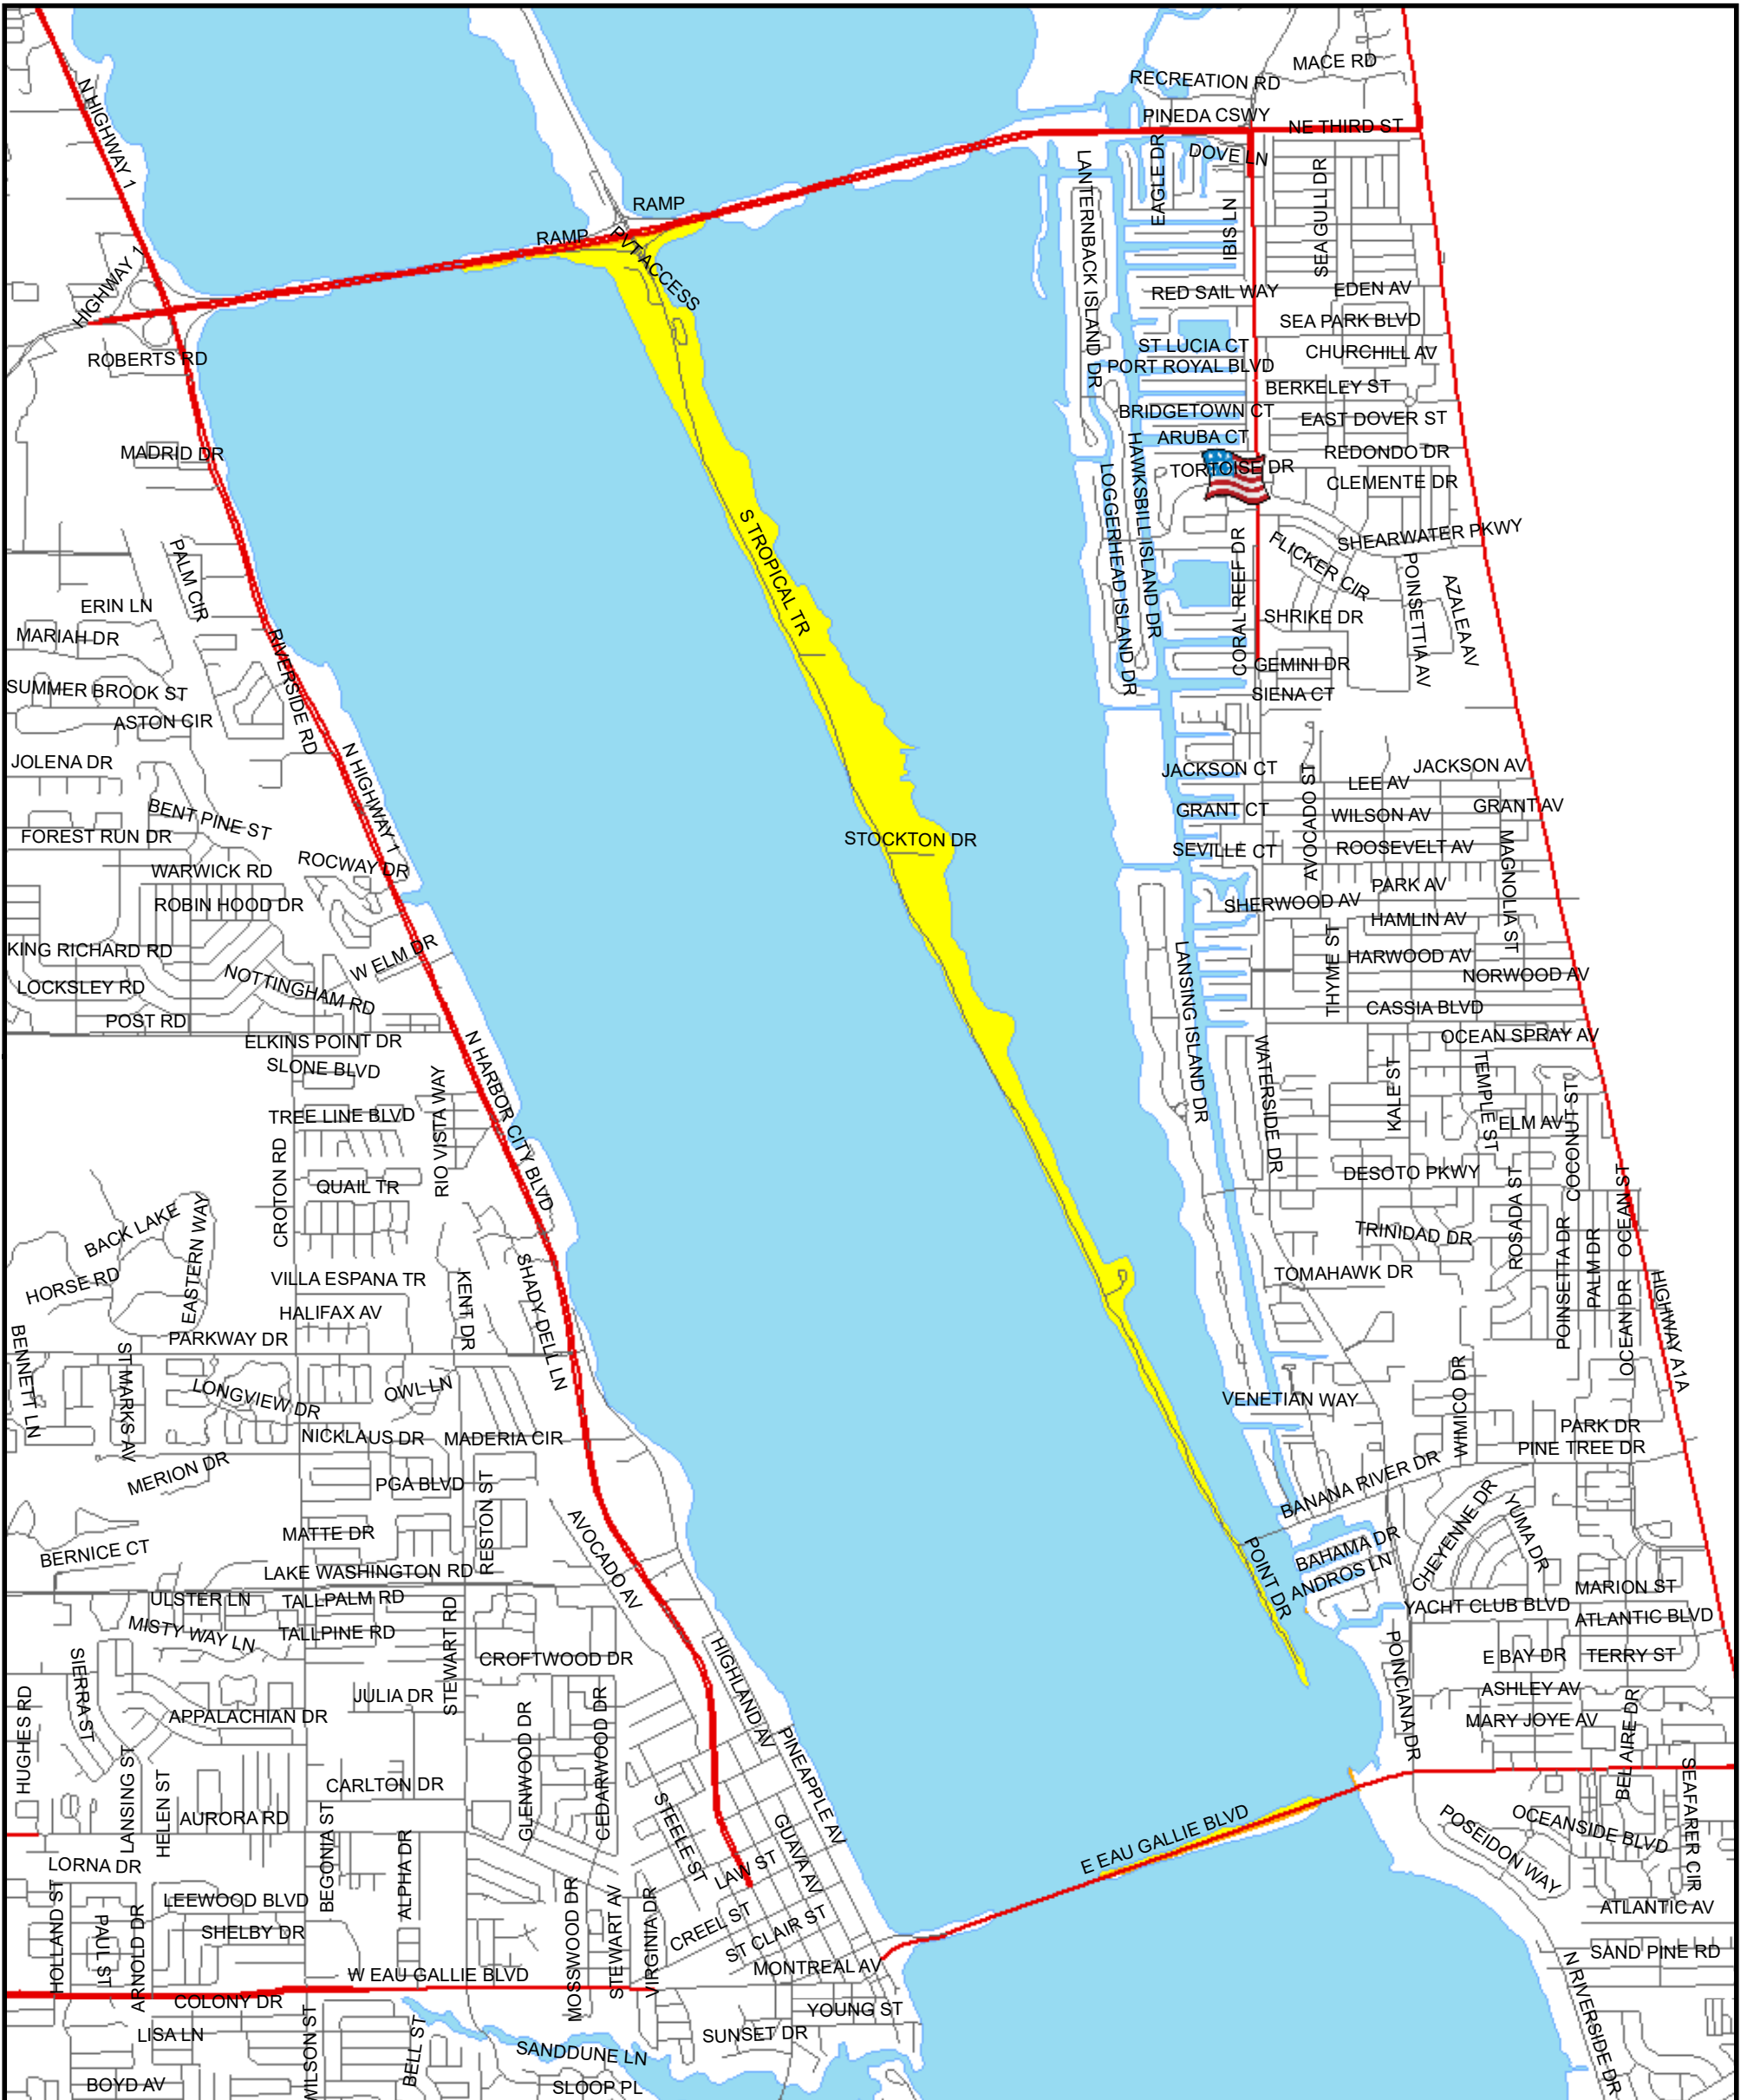 MACE RD
RECREATION RD
N HIGHWAY 1
PINEDA CSWY
NE THIRD ST
DOVE LN
EAGLE DR
LANTERNBACK ISLAND DR
SEA GULL DR
IBIS LN
RAMP
RAMP
PVT ACCESS
HIGHWAY 1
RED SAIL WAY
EDEN AV
SEA PARK BLVD
ROBERTS RD
ST LUCIA CT
CHURCHILL AV
PORT ROYAL BLVD
BERKELEY ST
BRIDGETOWN CT
EAST DOVER ST
ARUBA CT
MADRID DR
REDONDO DR
TORTOISE DR
CLEMENTE DR
HAWKSBILL ISLAND DR
LOGGERHEAD ISLAND DR
S TROPICAL TR
SHEARWATER PKWY
FLICKER CIR
CORAL REEF DR
PALM CIR
POINSETTIA AV
AZALEA AV
ERIN LN
SHRIKE DR
MARIAH DR
RIVERSIDE RD
GEMINI DR
SUMMER BROOK ST
SIENA CT
ASTON CIR
N HIGHWAY 1
JOLENA DR
JACKSON CT
JACKSON AV
LEE AV
AVOCADO ST
GRANT CT
GRANT AV
WILSON AV
BENT PINE ST
FOREST RUN DR
STOCKTON DR
SEVILLE CT
ROOSEVELT AV
MAGNOLIA ST
ROCWAY DR
WARWICK RD
PARK AV
ROBIN HOOD DR
SHERWOOD AV
HAMLIN AV
KING RICHARD RD
W ELM DR
THYME ST
HARWOOD AV
NOTTINGHAM RD
NORWOOD AV
LOCKSLEY RD
LANSING ISLAND DR
CASSIA BLVD
POST RD
ELKINS POINT DR
OCEAN SPRAY AV
SLONE BLVD
N HARBOR CITY BLVD
WATERSIDE DR
KALE ST
TEMPLE ST
RIO VISTA WAY
TREE LINE BLVD
ELM AV
COCONUT ST
CROTON RD
QUAIL TR
DESOTO PKWY
BACK LAKE
EASTERN WAY
TRINIDAD DR
ROSADA ST
OCEAN ST
POINSETTA DR
PALM DR
HORSE RD
VILLA ESPANA TR
TOMAHAWK DR
HALIFAX AV
KENT DR
SHADY DELL LN
OCEAN DR
HIGHWAY A1A
PARKWAY DR
BENNETT LN
ST MARKS AV
LONGVIEW DR
OWL LN
VENETIAN WAY
WIMICO DR
PARK DR
NICKLAUS DR
MADERIA CIR
PINE TREE DR
MERION DR
PGA BLVD
RESTON ST
BANANA RIVER DR
CHEYENNE DR
YUMA DR
AVOCADO AV
MATTE DR
BERNICE CT
POINT DR
BAHAMA DR
ANDROS LN
LAKE WASHINGTON RD
MARION ST
ULSTER LN
TALLPALM RD
YACHT CLUB BLVD
ATLANTIC BLVD
MISTY WAY LN
TALLPINE RD
STEWART RD
HIGHLAND AV
POINCIANA DR
CROFTWOOD DR
E BAY DR
TERRY ST
SIERRA ST
HUGHES RD
JULIA DR
ASHLEY AV
APPALACHIAN DR
GLENWOOD DR
CEDARWOOD DR
MARY JOYE AV
BEL AIRE DR
PINEAPPLE AV
LANSING ST
HELEN ST
CARLTON DR
SEAFARER CIR
STEELE ST
AURORA RD
BEGONIA ST
E EAU GALLIE BLVD
GUAVA AV
OCEANSIDE BLVD
POSEIDON WAY
ALPHA DR
LORNA DR
LAW ST
LEEWOOD BLVD
HOLLAND ST
PAUL ST
ARNOLD DR
SHELBY DR
MOSSWOOD DR
STEWART AV
VIRGINIA DR
CREEL ST
ST CLAIR ST
ATLANTIC AV
SAND PINE RD
W EAU GALLIE BLVD
MONTREAL AV
N RIVERSIDE DR
COLONY DR
YOUNG ST
LISA LN
WILSON ST
BELL ST
SUNSET DR
SANDDUNE LN
BOYD AV
SLOOP PL